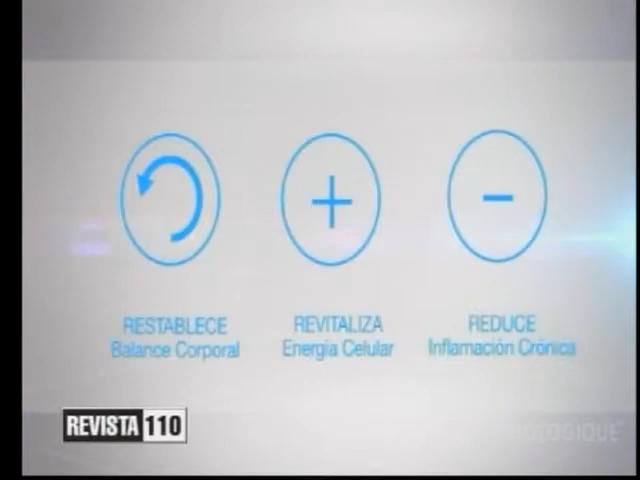 RESTABLECE
Balance Corporal
REVITALIZA
Energía Celular
REDUCE
Inflamación Crónica
REVISTA 110